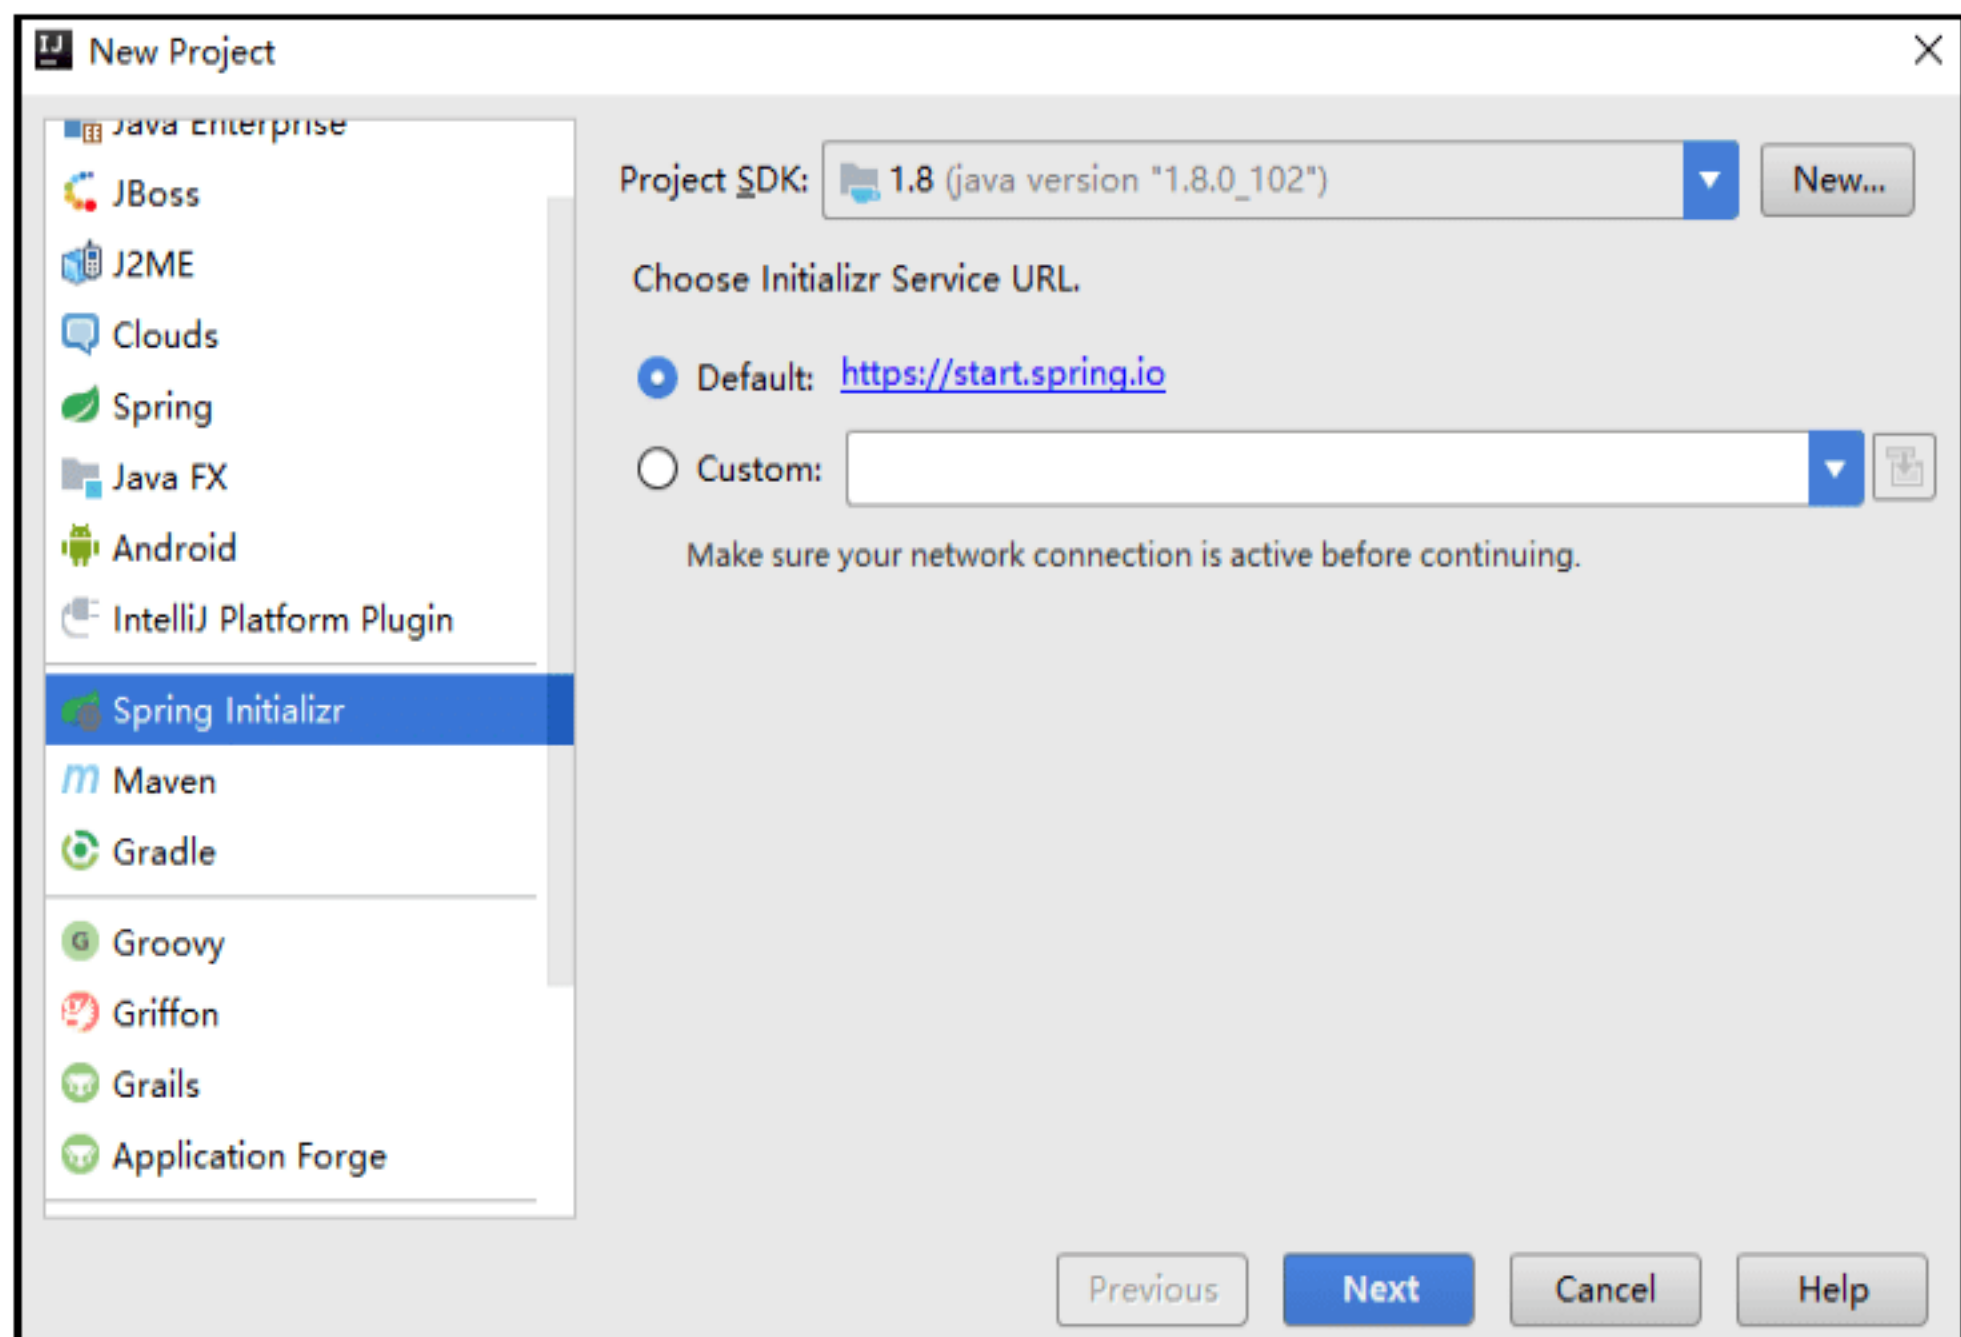 New Project
Java Enterprise
JBoss
J2ME
Clouds
Spring
Java FX
Android
IntelliJ Platform Plugin
Spring Initializr
Maven
Gradle
Groovy
Griffon
Grails
Application Forge
Project SDK: 1.8 (java version "1.8.0_102") New...
Choose Initializr Service URL.
Default: https://start.spring.io
Custom:
Make sure your network connection is active before continuing.
Previous Next Cancel Help